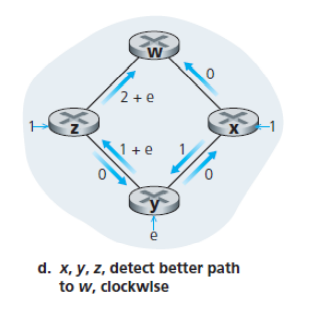 w
0
2 + e
1
z
x
1
1 + e
1
0
0
y
e
d. x, y, z, detect better path
to w, clockwise